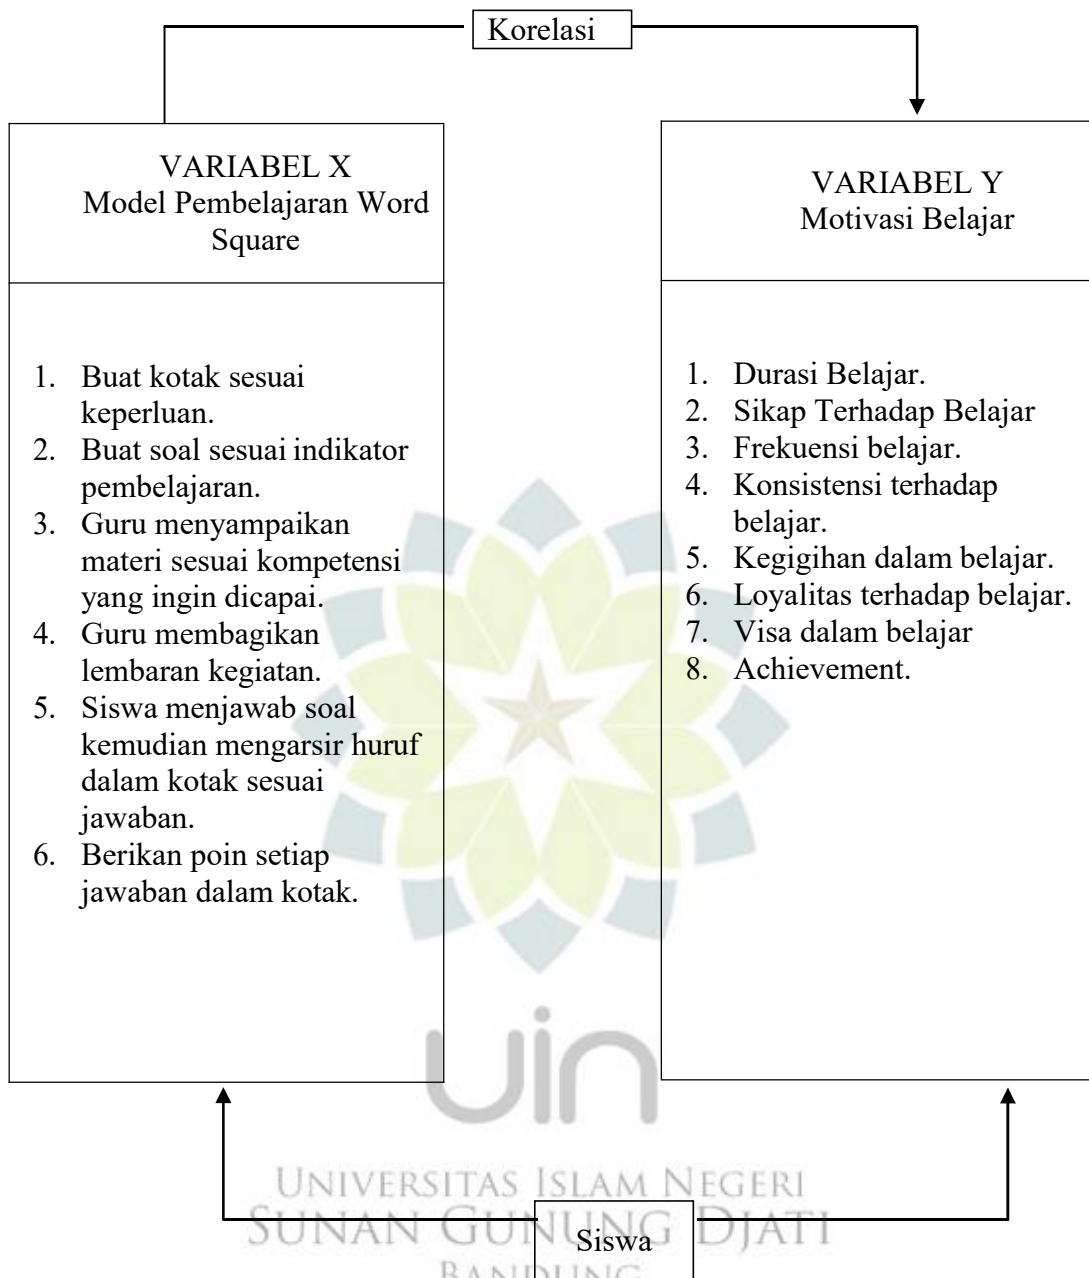 Korelasi
VARIABEL X
Model Pembelajaran Word
Square
1. Buat kotak sesuai
keperluan.
2. Buat soal sesuai indikator
pembelajaran.
3. Guru menyampaikan
materi sesuai kompetensi
yang ingin dicapai.
4. Guru membagikan
lembaran kegiatan.
5. Siswa menjawab soal
kemudian mengarsir huruf
dalam kotak sesuai
jawaban.
6. Berikan poin setiap
jawaban dalam kotak.
VARIABEL Y
Motivasi Belajar
1. Durasi Belajar.
2. Sikap Terhadap Belajar
3. Frekuensi belajar.
4. Konsistensi terhadap
belajar.
5. Kegigihan dalam belajar.
6. Loyalitas terhadap belajar.
7. Visa dalam belajar
8. Achievement.
uin
UNIVERSITAS ISLAM NEGERI
SUNAN GUNUNG DJATI
BANDUNG
Siswa